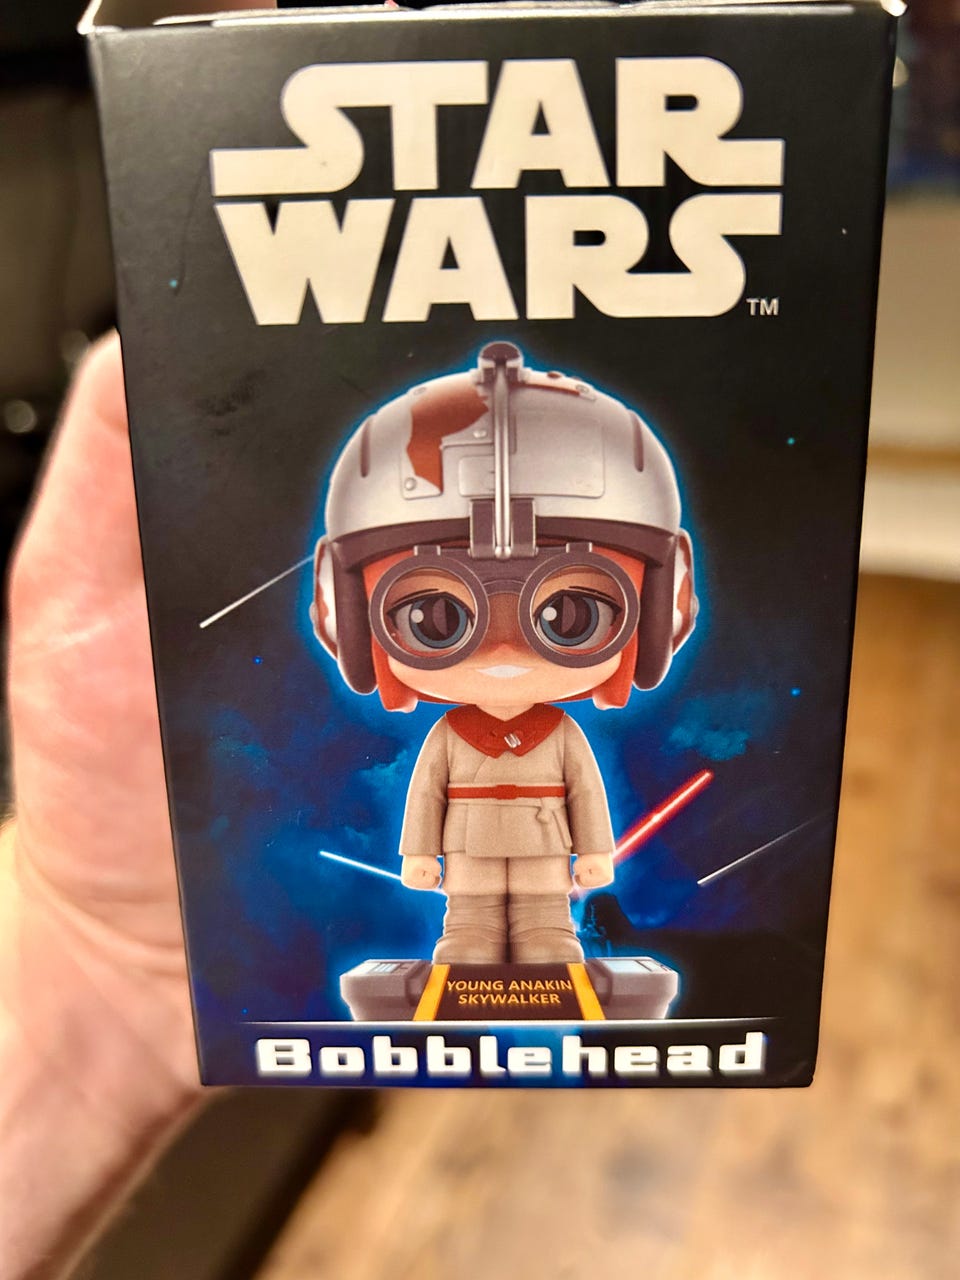 STAR
WARS
TM
YOUNG ANAKIN
SKYWALKER
Bobblehead